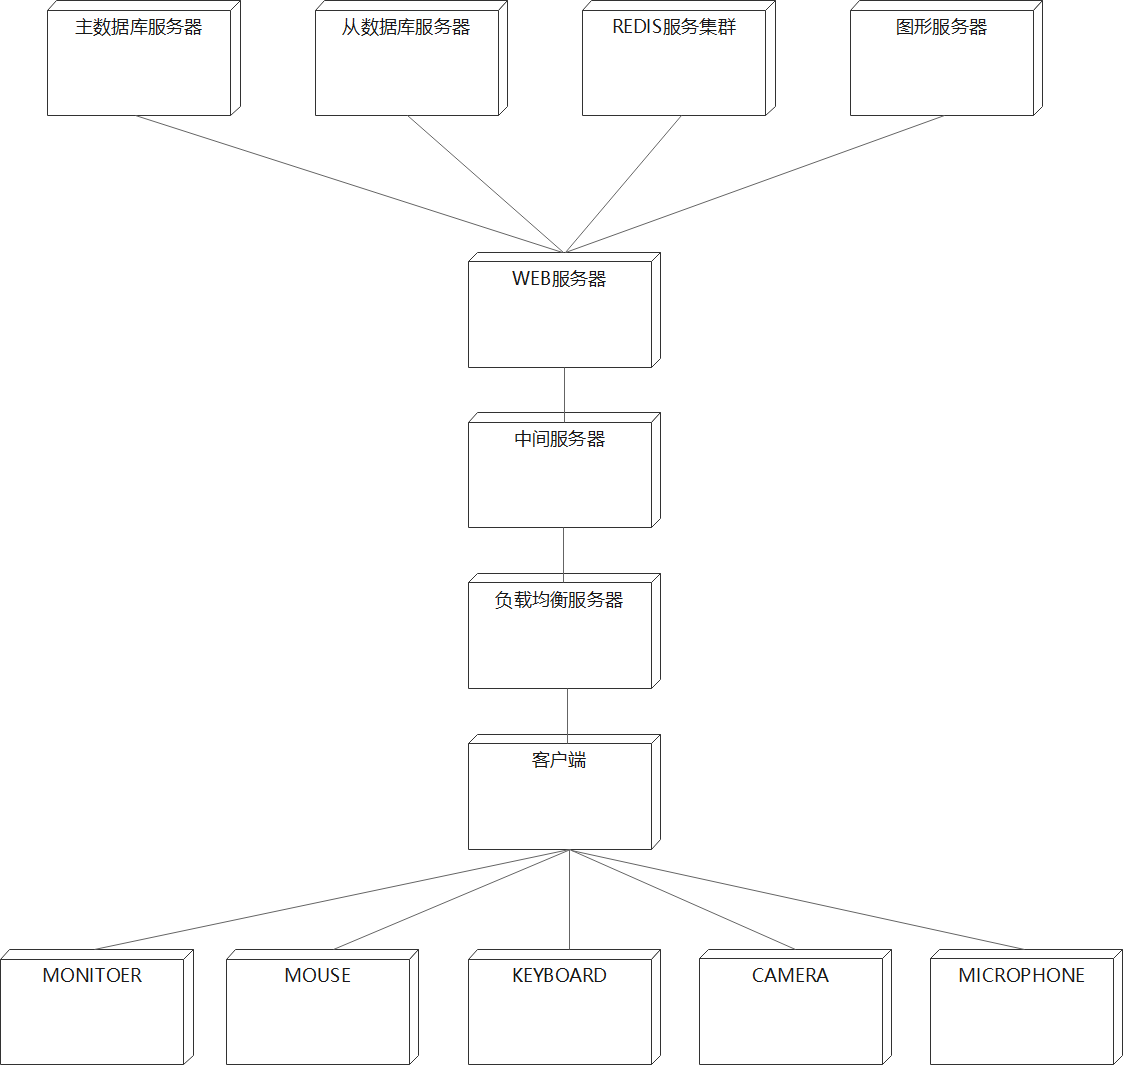 主数据库服务器
从数据库服务器
REDIS服务集群
图形服务器
WEB服务器
中间服务器
负载均衡服务器
客户端
MONITOER
MOUSE
KEYBOARD
CAMERA
MICROPHONE